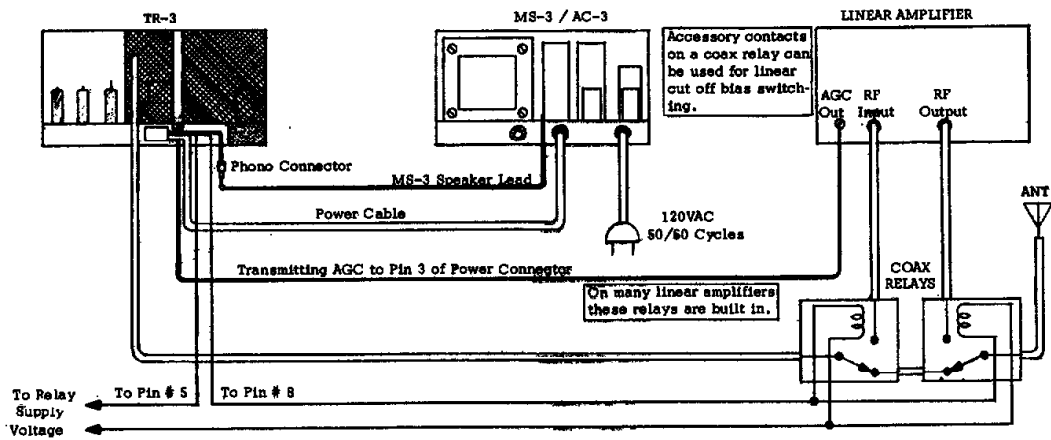 TR-3
MS-3 / AC-3
LINEAR AMPLIFIER
Accessory contacts
on a coax relay can
be used for linear
cut off bias switch-
ing.
AGC
Out
RF
Input
RF
Output
Phono Connector
MS-3 Speaker Lead
Power Cable
120VAC
50/60 Cycles
ANT
Transmitting AGC to Pin 3 of Power Connector
COAX
RELAYS
On many linear amplifiers
these relays are built in.
To Relay
Supply
Voltage
To Pin # 5
To Pin # 8